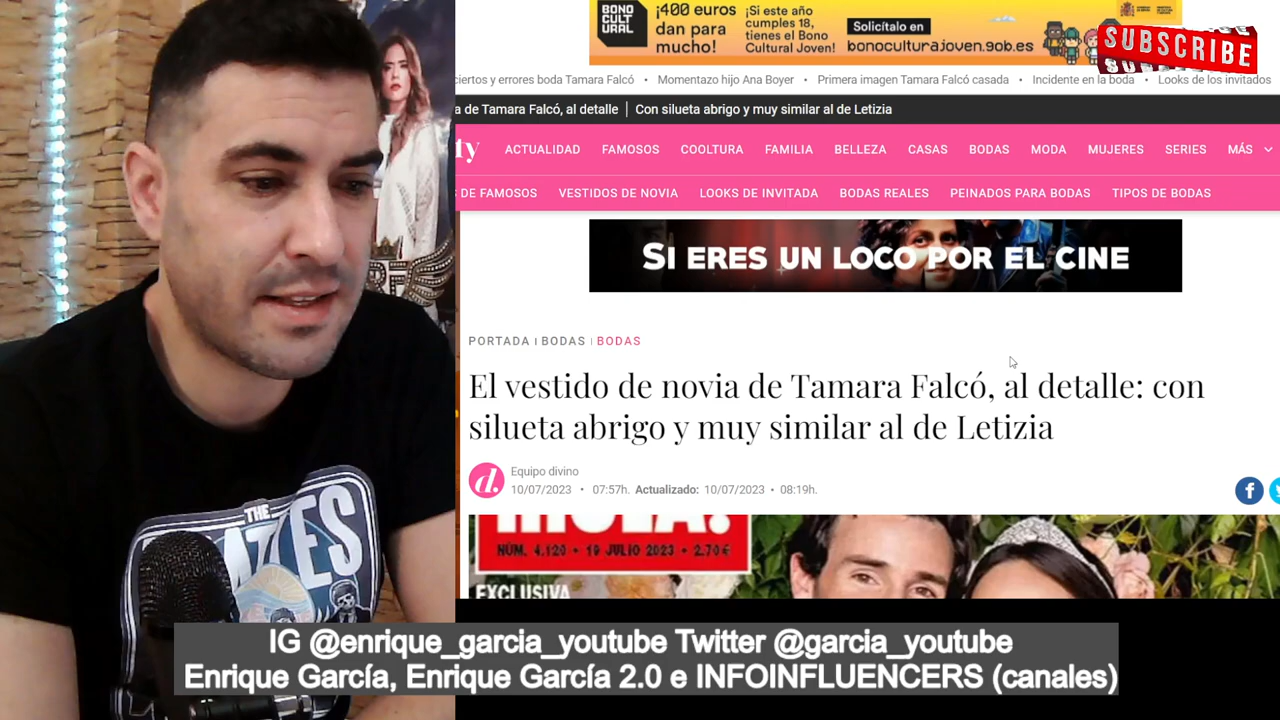 BONO
CULT
URAL
¡400 euros
dan para
mucho!
¡Si este año
cumples 18,
tienes el Bono
Cultural Joven!
Solicítalo en
bonoculturajoven.gob.es
SUBSCRIBE
ciertos y errores boda Tamara Falcó • Momentazo hijo Ana Boyer • Primera imagen Tamara Falcó casada • Incidente en la boda • Looks de los invitados
a de Tamara Falcó, al detalle | Con silueta abrigo y muy similar al de Letizia
ty ACTUALIDAD FAMOSOS COOLTURA FAMILIA BELLEZA CASAS BODAS MODA MUJERES SERIES MÁS
S DE FAMOSOS VESTIDOS DE NOVIA LOOKS DE INVITADA BODAS REALES PEINADOS PARA BODAS TIPOS DE BODAS
SI ERES UN LOCO POR EL CINE
PORTADA | BODAS | BODAS
El vestido de novia de Tamara Falcó, al detalle: con
silueta abrigo y muy similar al de Letizia
d.
Equipo divino
10/07/2023 • 07:57h. Actualizado: 10/07/2023 • 08:19h.
f
¡HOLA!
NÚM. 4.120 • 19 JULIO 2023 • 2.70€
EXCLUSIVA
THE
IG @enrique_garcia_youtube Twitter @garcia_youtube
Enrique García, Enrique García 2.0 e INFOINFLUENCERS (canales)